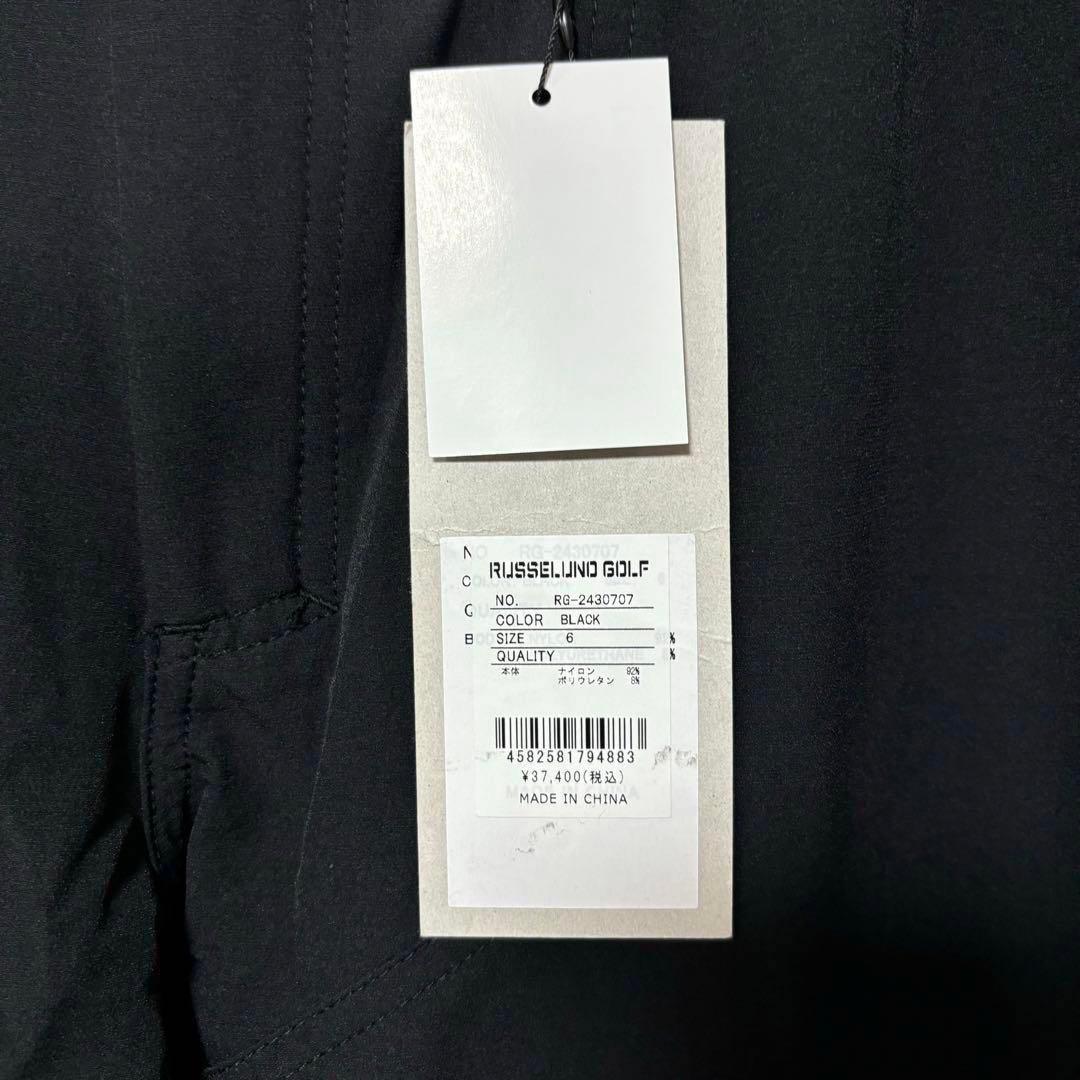 RUSSELUNO GOLF
NO. RG-2430707
COLOR BLACK
SIZE 6
QUALITY
本体 ナイロン 92%
ポリウレタン 8%
4582581794883
¥37,400(税込)
MADE IN CHINA